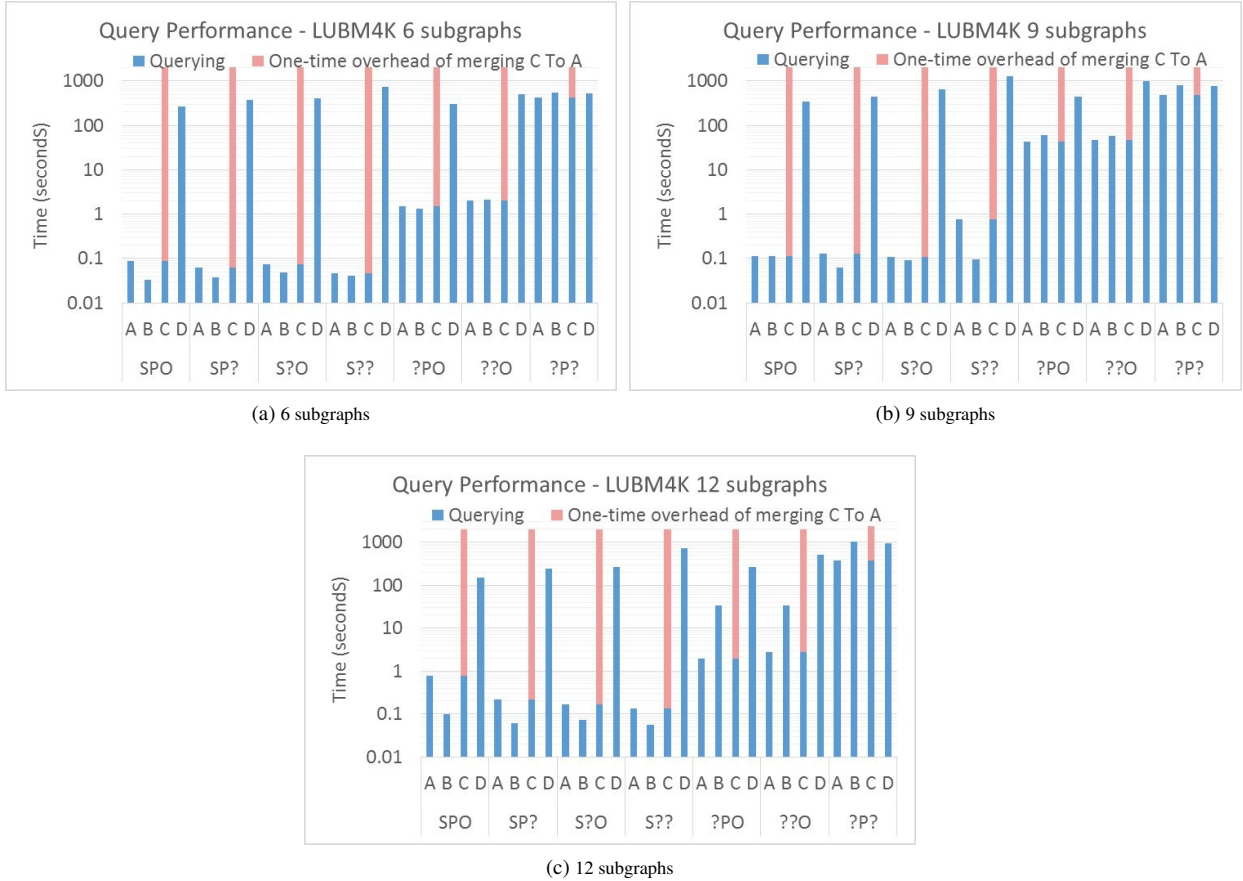 Query Performance - LUBM4K 6 subgraphs
Querying One-time overhead of merging C To A
Time (secondS)
1000
100
10
1
0.1
0.01
A B C D A B C D A B C D A B C D A B C D A B C D A B C D
SPO SP? S?O S?? ?PO ??O ?P?
(a) 6 subgraphs
Query Performance - LUBM4K 9 subgraphs
Querying One-time overhead of merging C To A
Time (secondS)
1000
100
10
1
0.1
0.01
A B C D A B C D A B C D A B C D A B C D A B C D A B C D
SPO SP? S?O S?? ?PO ??O ?P?
(b) 9 subgraphs
Query Performance - LUBM4K 12 subgraphs
Querying One-time overhead of merging C To A
Time (secondS)
1000
100
10
1
0.1
0.01
A B C D A B C D A B C D A B C D A B C D A B C D A B C D
SPO SP? S?O S?? ?PO ??O ?P?
(c) 12 subgraphs